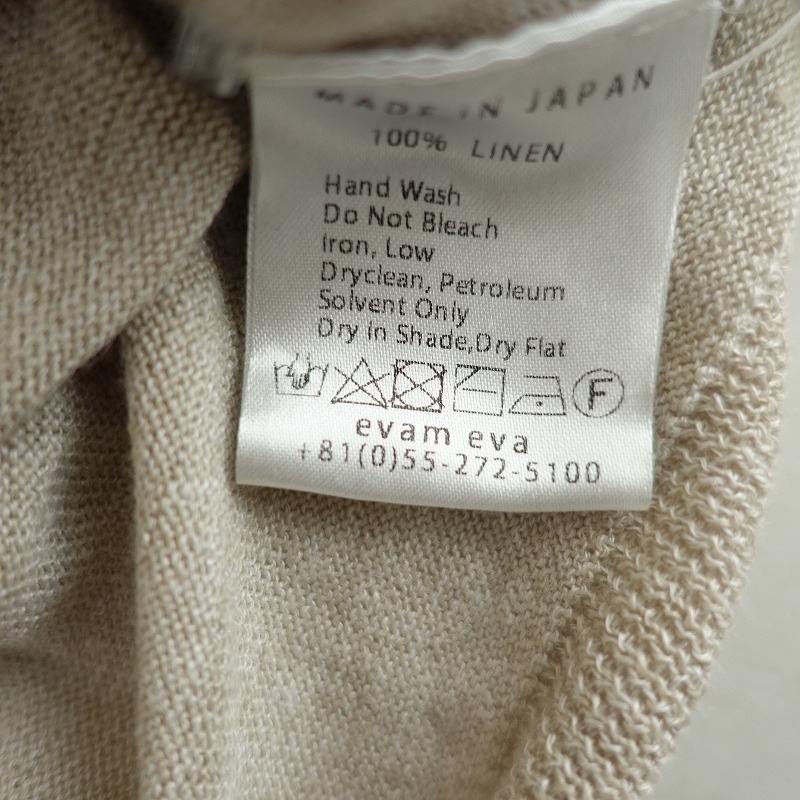 MADE IN JAPAN
100% LINEN
Hand Wash
Do Not Bleach
Iron, Low
Dryclean, Petroleum
Solvent Only
Dry in Shade,Dry Flat
F
evam eva
+81(0)55-272-5100